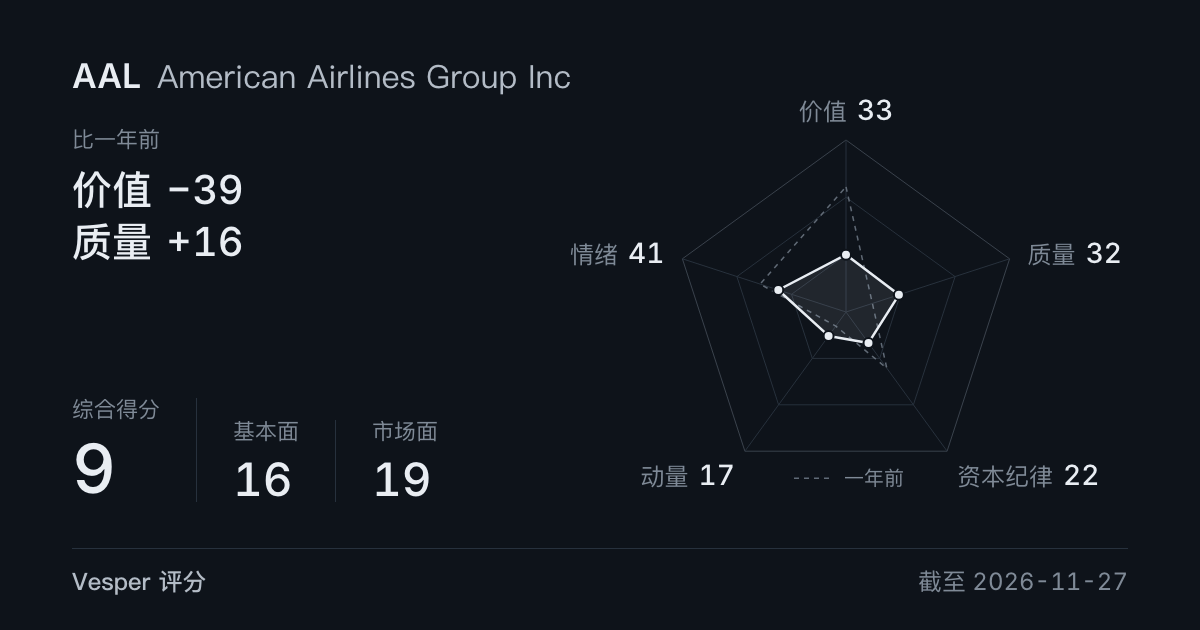 AAL American Airlines Group Inc
比一年前
价值 −39
质量 +16
价值 33
情绪 41
质量 32
动量 17
---- 一年前
资本纪律 22
综合得分
9
基本面
16
市场面
19
Vesper 评分
截至 2026-11-27